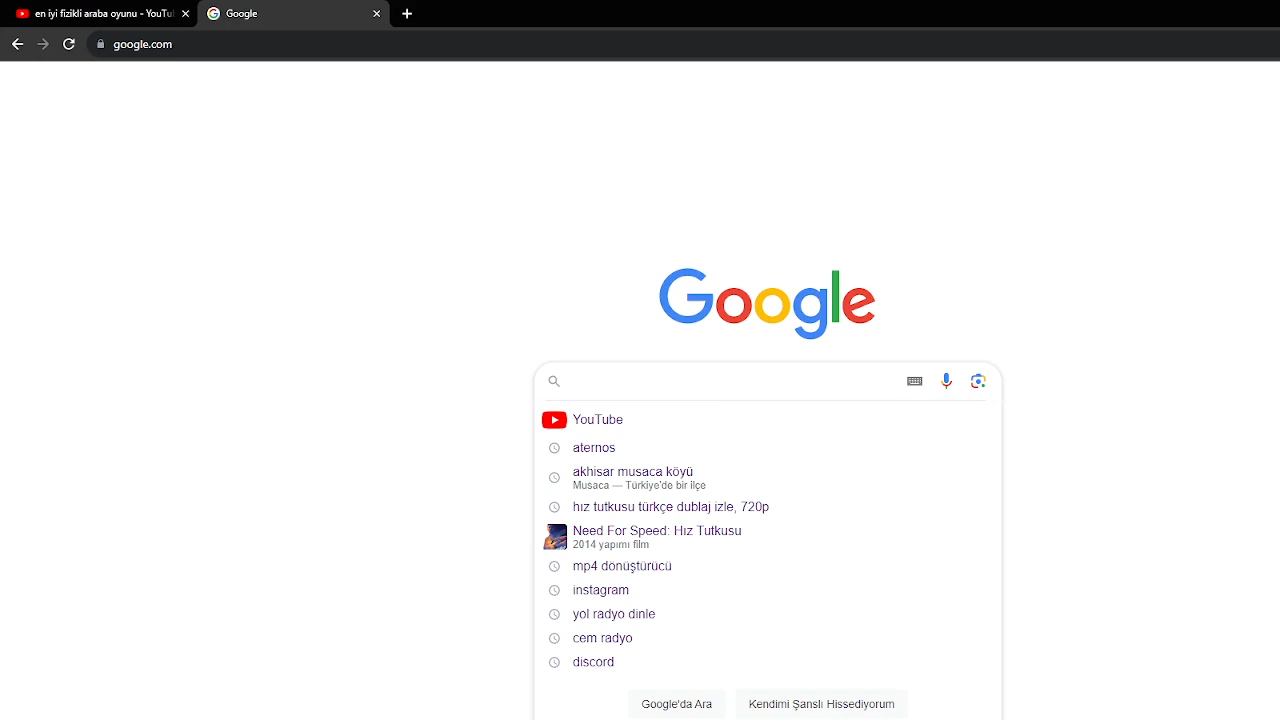 en iyi fizikli araba oyunu - YouTu
Google
google.com
Google
YouTube
aternos
akhisar musaca köyü
Musaca — Türkiye'de bir ilçe
hız tutkusu türkçe dublaj izle, 720p
Need For Speed: Hız Tutkusu
2014 yapımı film
mp4 dönüştürücü
instagram
yol radyo dinle
cem radyo
discord
Google'da Ara
Kendimi Şanslı Hissediyorum